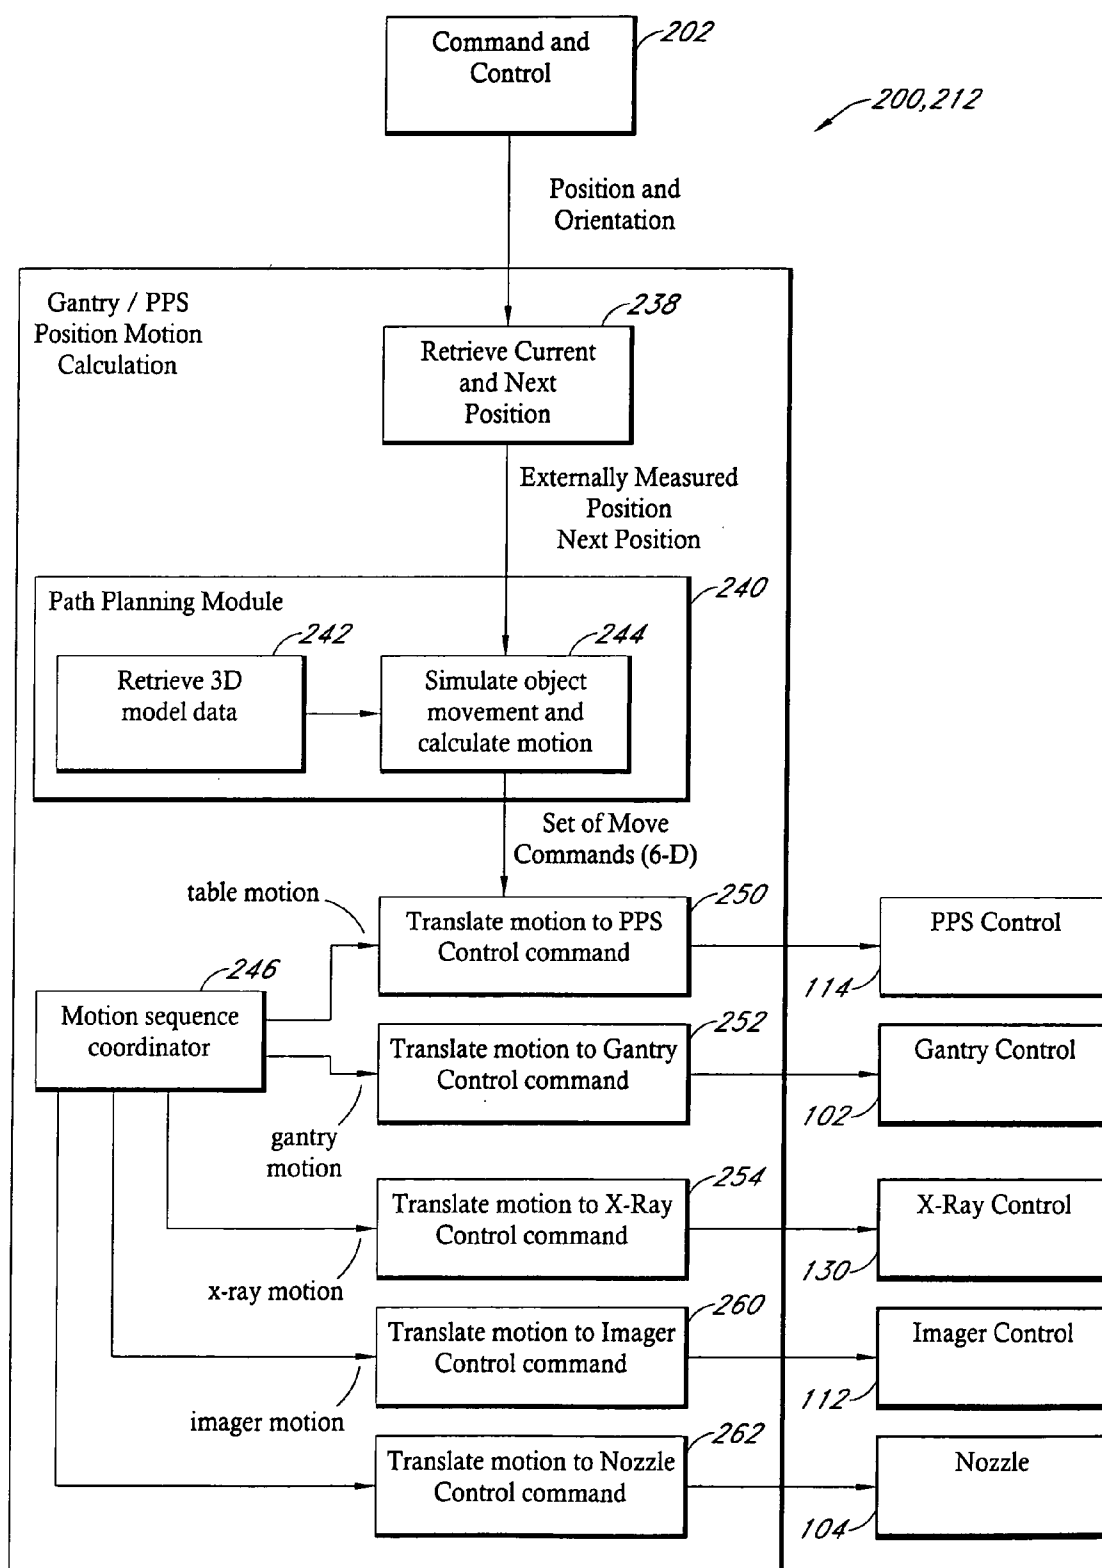 Command and
Control
202
200,212
Position and
Orientation
Gantry / PPS
Position Motion
Calculation
238
Retrieve Current
and Next
Position
Externally Measured
Position
Next Position
Path Planning Module
240
242
Retrieve 3D
model data
244
Simulate object
movement and
calculate motion
Set of Move
Commands (6-D)
table motion
250
Translate motion to PPS
Control command
PPS Control
114
246
Motion sequence
coordinator
252
Translate motion to Gantry
Control command
Gantry Control
102
gantry
motion
254
Translate motion to X-Ray
Control command
X-Ray Control
130
x-ray motion
260
Translate motion to Imager
Control command
Imager Control
112
imager motion
262
Translate motion to Nozzle
Control command
Nozzle
104